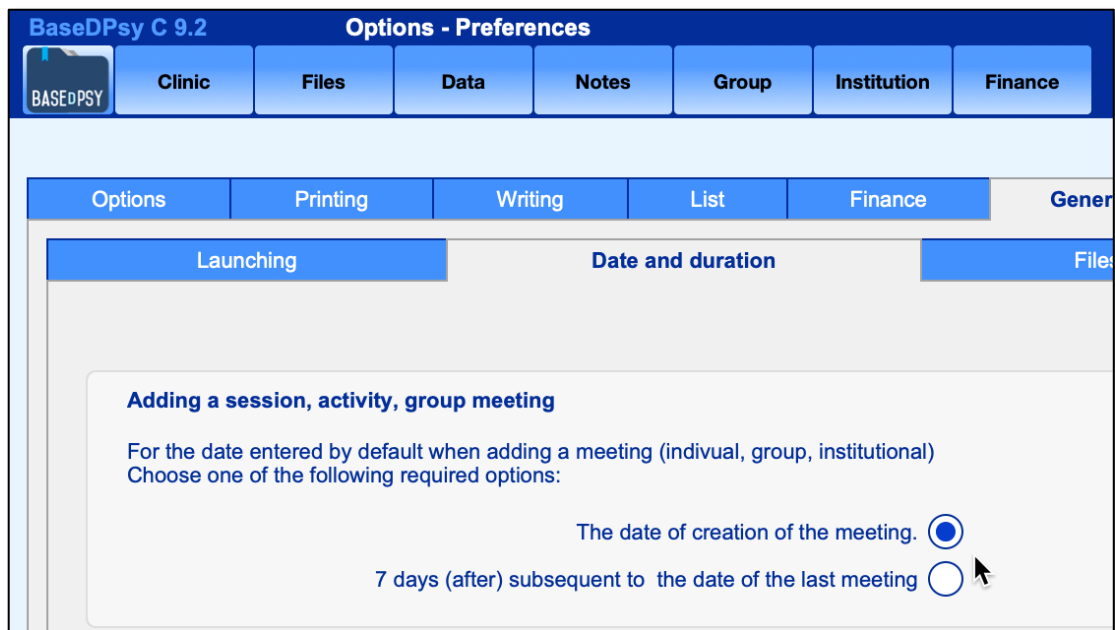 BaseDPsy C 9.2 Options - Preferences
BASEDPSY Clinic Files Data Notes Group Institution Finance
Options Printing Writing List Finance Gener
Launching Date and duration Files
Adding a session, activity, group meeting
For the date entered by default when adding a meeting (indivual, group, institutional)
Choose one of the following required options:
The date of creation of the meeting.
7 days (after) subsequent to the date of the last meeting